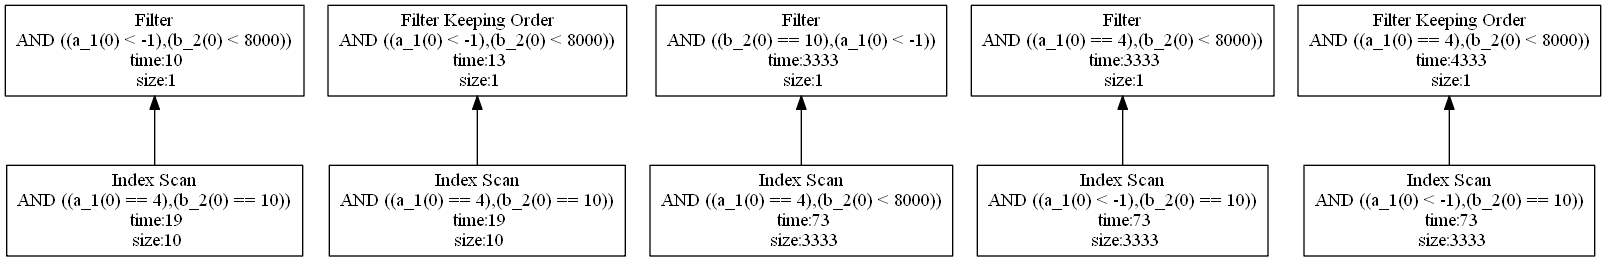 Filter
AND ((a_1(0) < -1),(b_2(0) < 8000))
time:10
size:1
Filter Keeping Order
AND ((a_1(0) < -1),(b_2(0) < 8000))
time:13
size:1
Filter
AND ((b_2(0) == 10),(a_1(0) < -1))
time:3333
size:1
Filter
AND ((a_1(0) == 4),(b_2(0) < 8000))
time:3333
size:1
Filter Keeping Order
AND ((a_1(0) == 4),(b_2(0) < 8000))
time:4333
size:1
Index Scan
AND ((a_1(0) == 4),(b_2(0) == 10))
time:19
size:10
Index Scan
AND ((a_1(0) == 4),(b_2(0) == 10))
time:19
size:10
Index Scan
AND ((a_1(0) == 4),(b_2(0) < 8000))
time:73
size:3333
Index Scan
AND ((a_1(0) < -1),(b_2(0) == 10))
time:73
size:3333
Index Scan
AND ((a_1(0) < -1),(b_2(0) == 10))
time:73
size:3333